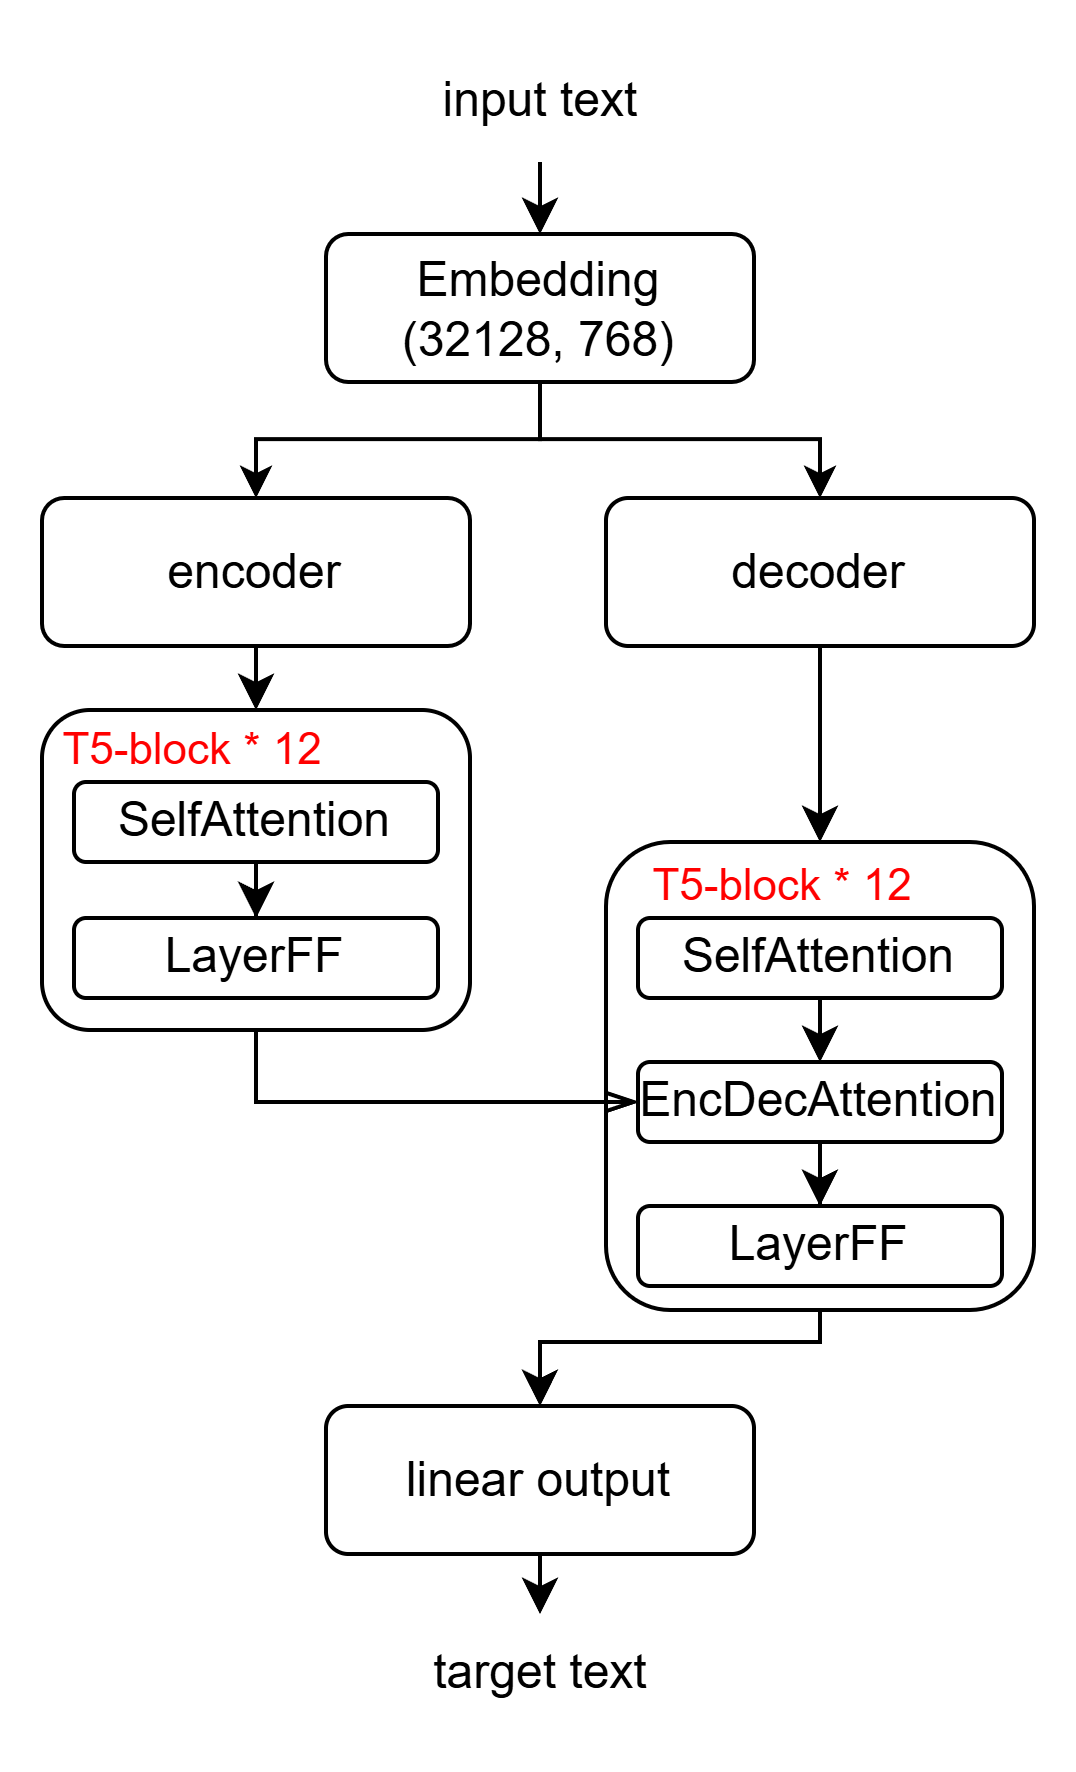 input text
Embedding
(32128, 768)
encoder
decoder
T5-block * 12
SelfAttention
LayerFF
T5-block * 12
SelfAttention
EncDecAttention
LayerFF
linear output
target text